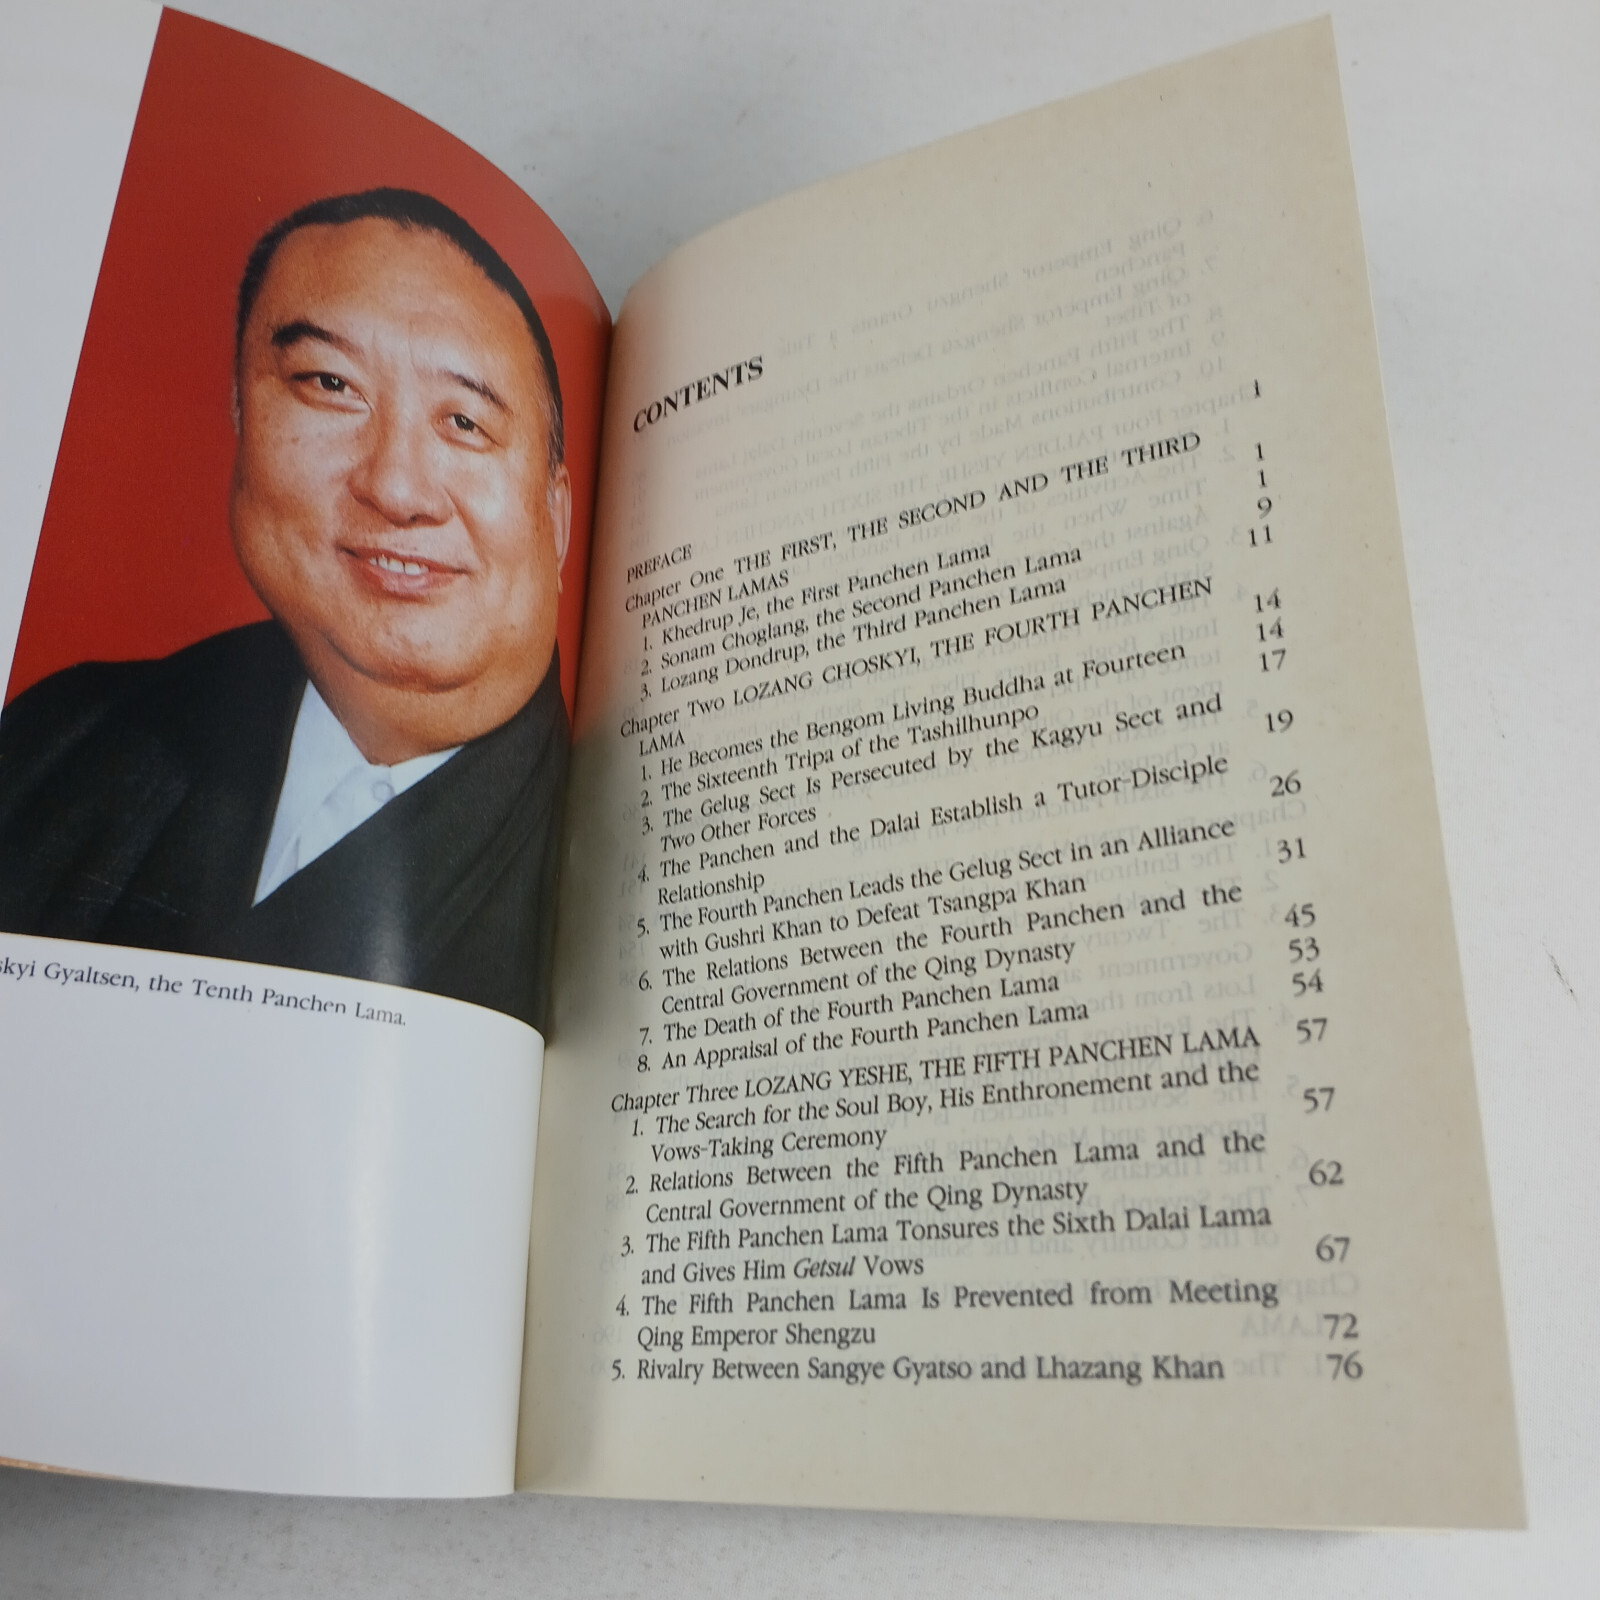 skyi Gyaltsen, the Tenth Panchen Lama.
CONTENTS
PREFACE 1
Chapter One THE FIRST, THE SECOND AND THE THIRD
PANCHEN LAMAS 1
1. Khedrup Je, the First Panchen Lama 1
2. Sonam Choglang, the Second Panchen Lama 9
3. Lozang Dondrup, the Third Panchen Lama 11
Chapter Two LOZANG CHOSKYI, THE FOURTH PANCHEN
LAMA 14
1. He Becomes the Bengom Living Buddha at Fourteen 14
2. The Sixteenth Tripa of the Tashilhunpo 17
3. The Gelug Sect Is Persecuted by the Kagyu Sect and
Two Other Forces 19
4. The Panchen and the Dalai Establish a Tutor-Disciple
Relationship 26
5. The Fourth Panchen Leads the Gelug Sect in an Alliance
with Gushri Khan to Defeat Tsangpa Khan 31
6. The Relations Between the Fourth Panchen and the
Central Government of the Qing Dynasty 45
7. The Death of the Fourth Panchen Lama 53
8. An Appraisal of the Fourth Panchen Lama 54
Chapter Three LOZANG YESHE, THE FIFTH PANCHEN LAMA 57
1. The Search for the Soul Boy, His Enthronement and the
Vows-Taking Ceremony 57
2. Relations Between the Fifth Panchen Lama and the
Central Government of the Qing Dynasty 62
3. The Fifth Panchen Lama Tonsures the Sixth Dalai Lama
and Gives Him Getsul Vows 67
4. The Fifth Panchen Lama Is Prevented from Meeting
Qing Emperor Shengzu 72
5. Rivalry Between Sangye Gyatso and Lhazang Khan 76